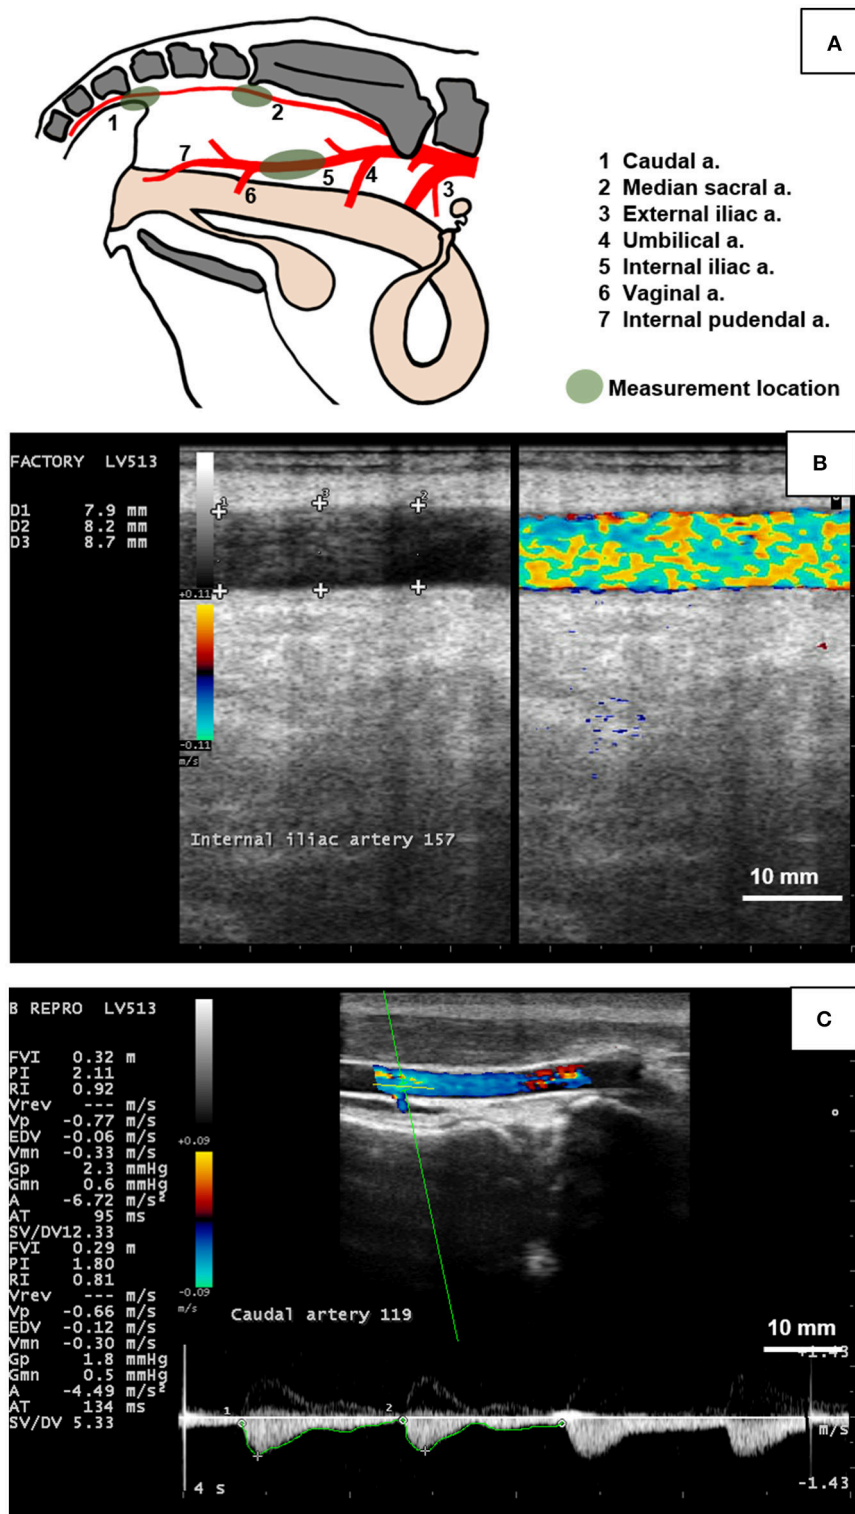 A
1
2
7
6
5
4
3
1 Caudal a.
2 Median sacral a.
3 External iliac a.
4 Umbilical a.
5 Internal iliac a.
6 Vaginal a.
7 Internal pudendal a.
Measurement location
B
FACTORY LV513
D1 7.9 mm
D2 8.2 mm
D3 8.7 mm
1
3
2
+0.11
-0.11
m/s
Internal iliac artery 157
10 mm
C
B REPRO LV513
FVI 0.32 m
PI 2.11
RI 0.92
Vrev --- m/s
Vp -0.77 m/s
EDV -0.06 m/s
Vmn -0.33 m/s
Gp 2.3 mmHg
Gmn 0.6 mmHg
A -6.72 m/s²
AT 95 ms
SV/DV12.33
FVI 0.29 m
PI 1.80
RI 0.81
Vrev --- m/s
Vp -0.66 m/s
EDV -0.12 m/s
Vmn -0.30 m/s
Gp 1.8 mmHg
Gmn 0.5 mmHg
A -4.49 m/s²
AT 134 ms
SV/DV 5.33
+0.09
-0.09
m/s
Caudal artery 119
10 mm
+1.43
1
2
m/s
-1.43
4 s